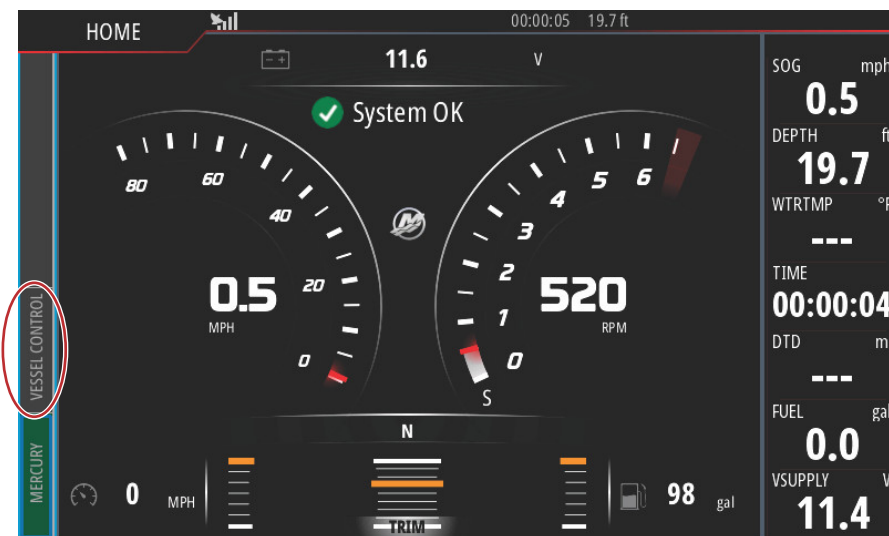 HOME
00:00:05 19.7 ft
11.6 V
System OK
80 60 40 20 0
6 5 4 3 2 1 0
S
0.5
MPH
520
RPM
N
0 MPH
TRIM
98 gal
VESSEL CONTROL
MERCURY
SOG mph
0.5
DEPTH ft
19.7
WTRTMP °F
---
TIME
00:00:04
DTD m
---
FUEL gal
0.0
VSUPPLY V
11.4